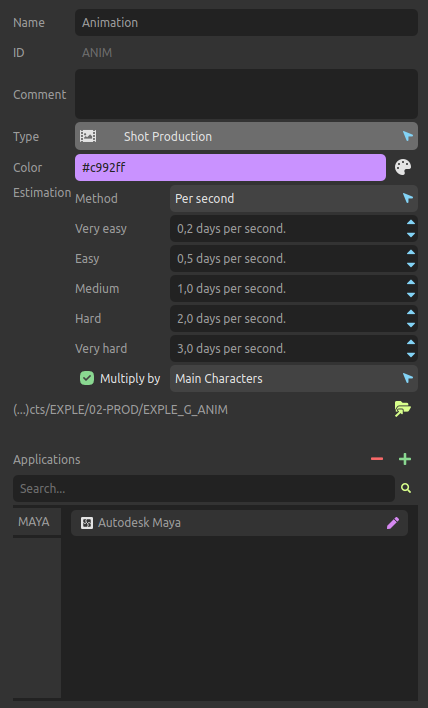 Name Animation
ID ANIM
Comment
Type Shot Production
Color #c992ff
Estimation Method Per second
Very easy 0,2 days per second.
Easy 0,5 days per second.
Medium 1,0 days per second.
Hard 2,0 days per second.
Very hard 3,0 days per second.
Multiply by Main Characters
(...)cts/EXPLE/02-PROD/EXPLE_G_ANIM
Applications
Search...
MAYA Autodesk Maya